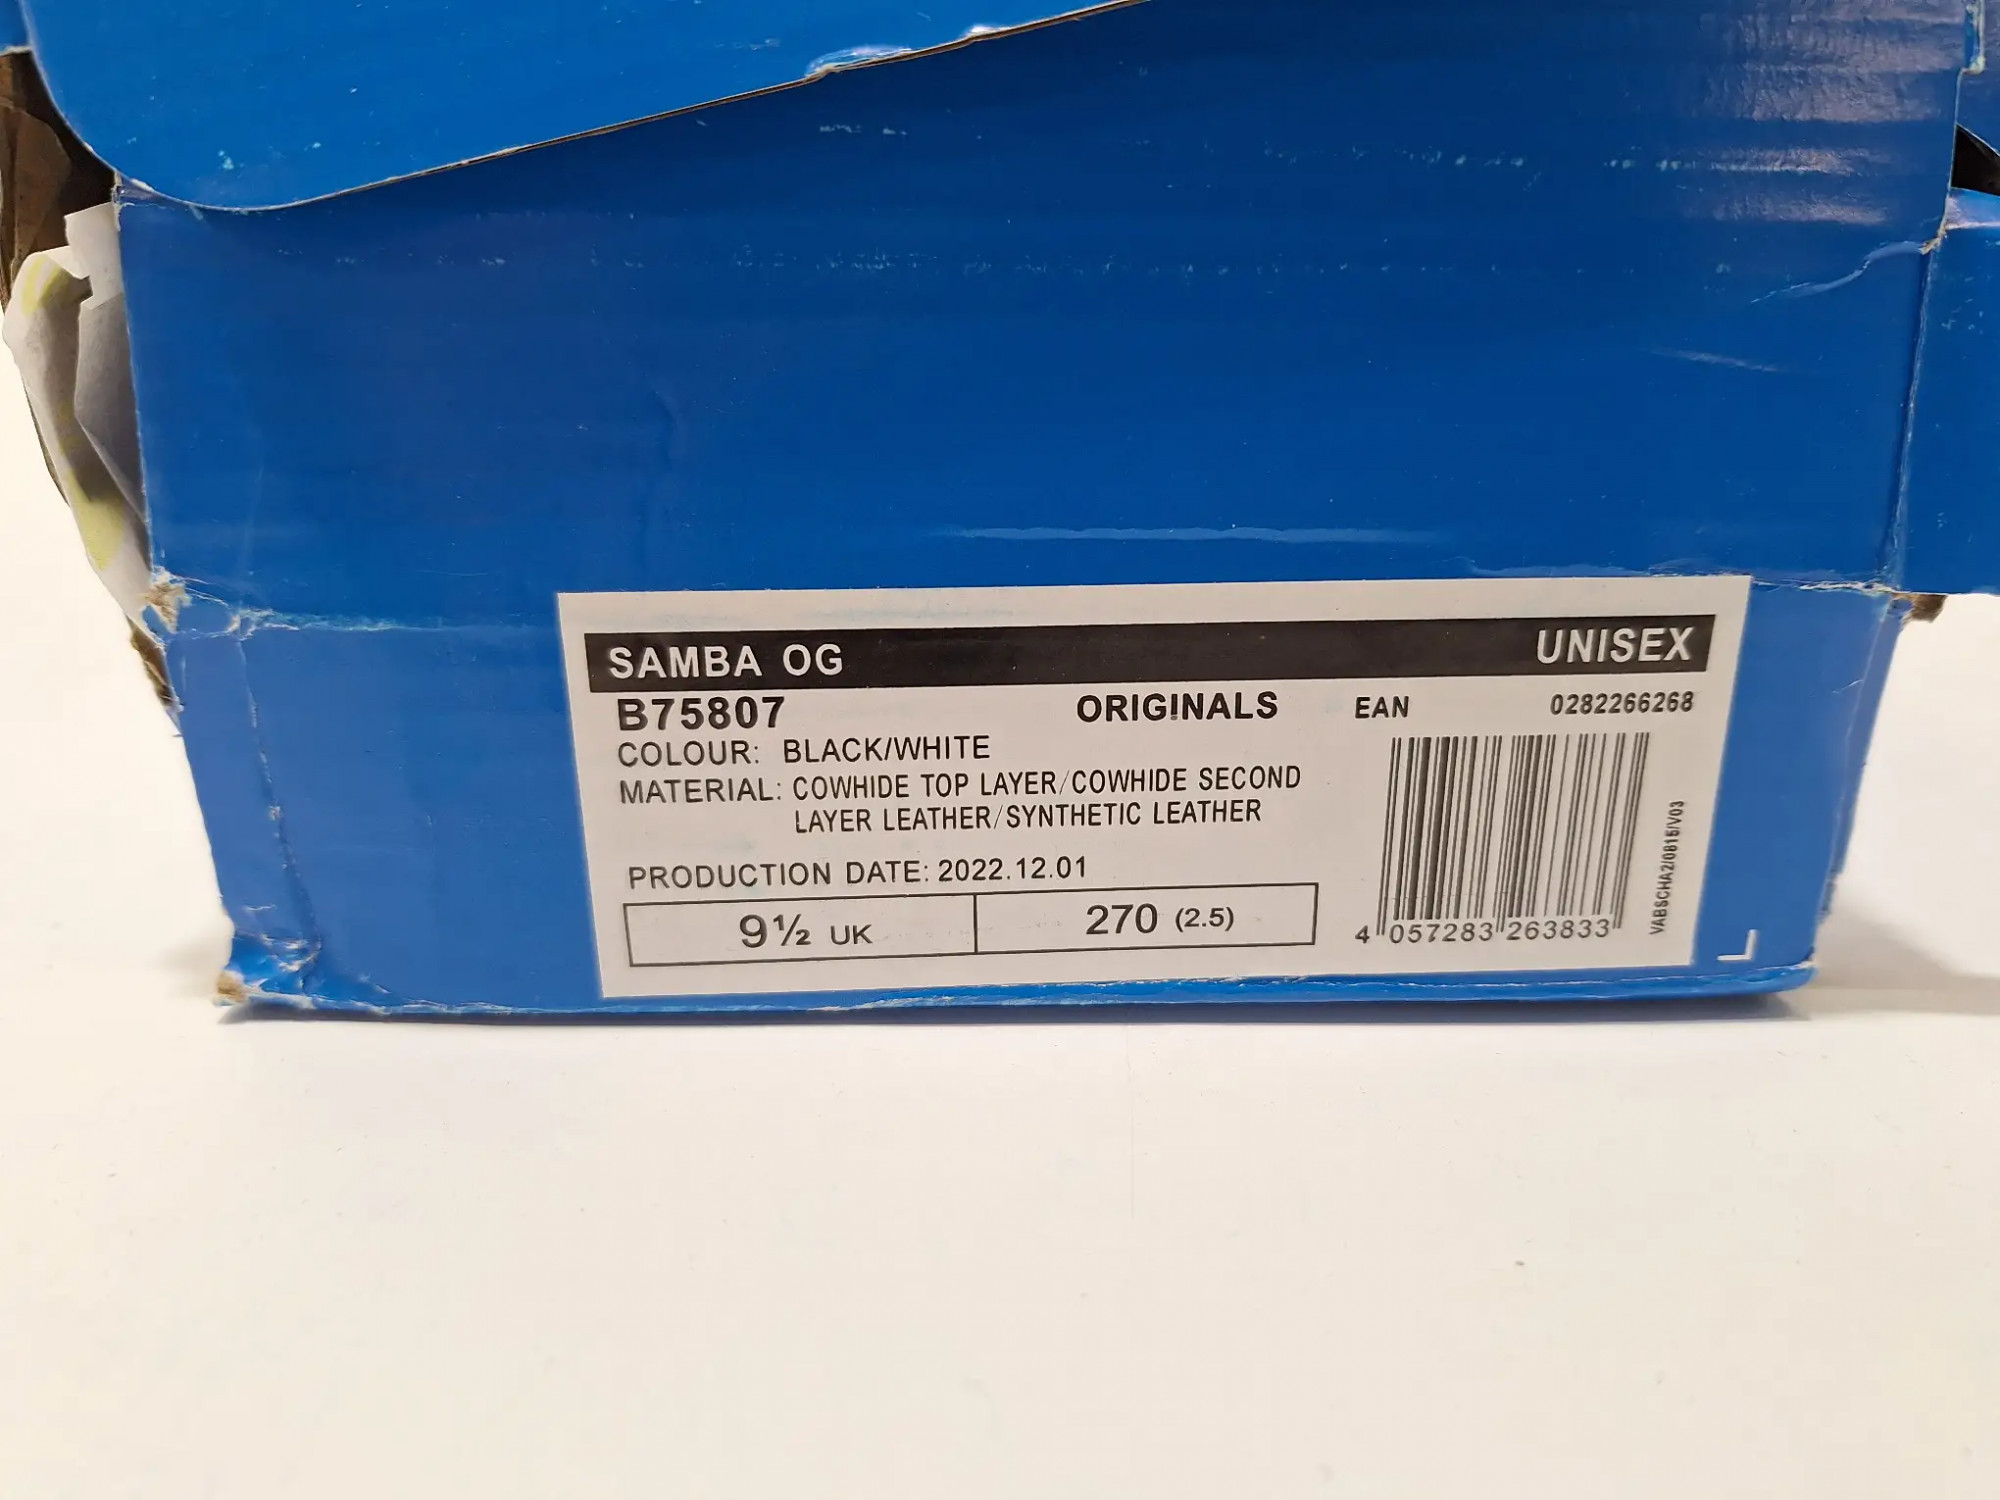 SAMBA OG UNISEX
B75807 ORIGINALS EAN 0282266268
COLOUR: BLACK/WHITE
MATERIAL: COWHIDE TOP LAYER/COWHIDE SECOND
LAYER LEATHER/SYNTHETIC LEATHER
PRODUCTION DATE: 2022.12.01
9½ UK 270 (2.5)
4 057283 263833
VAB6CHA2/0815/V03